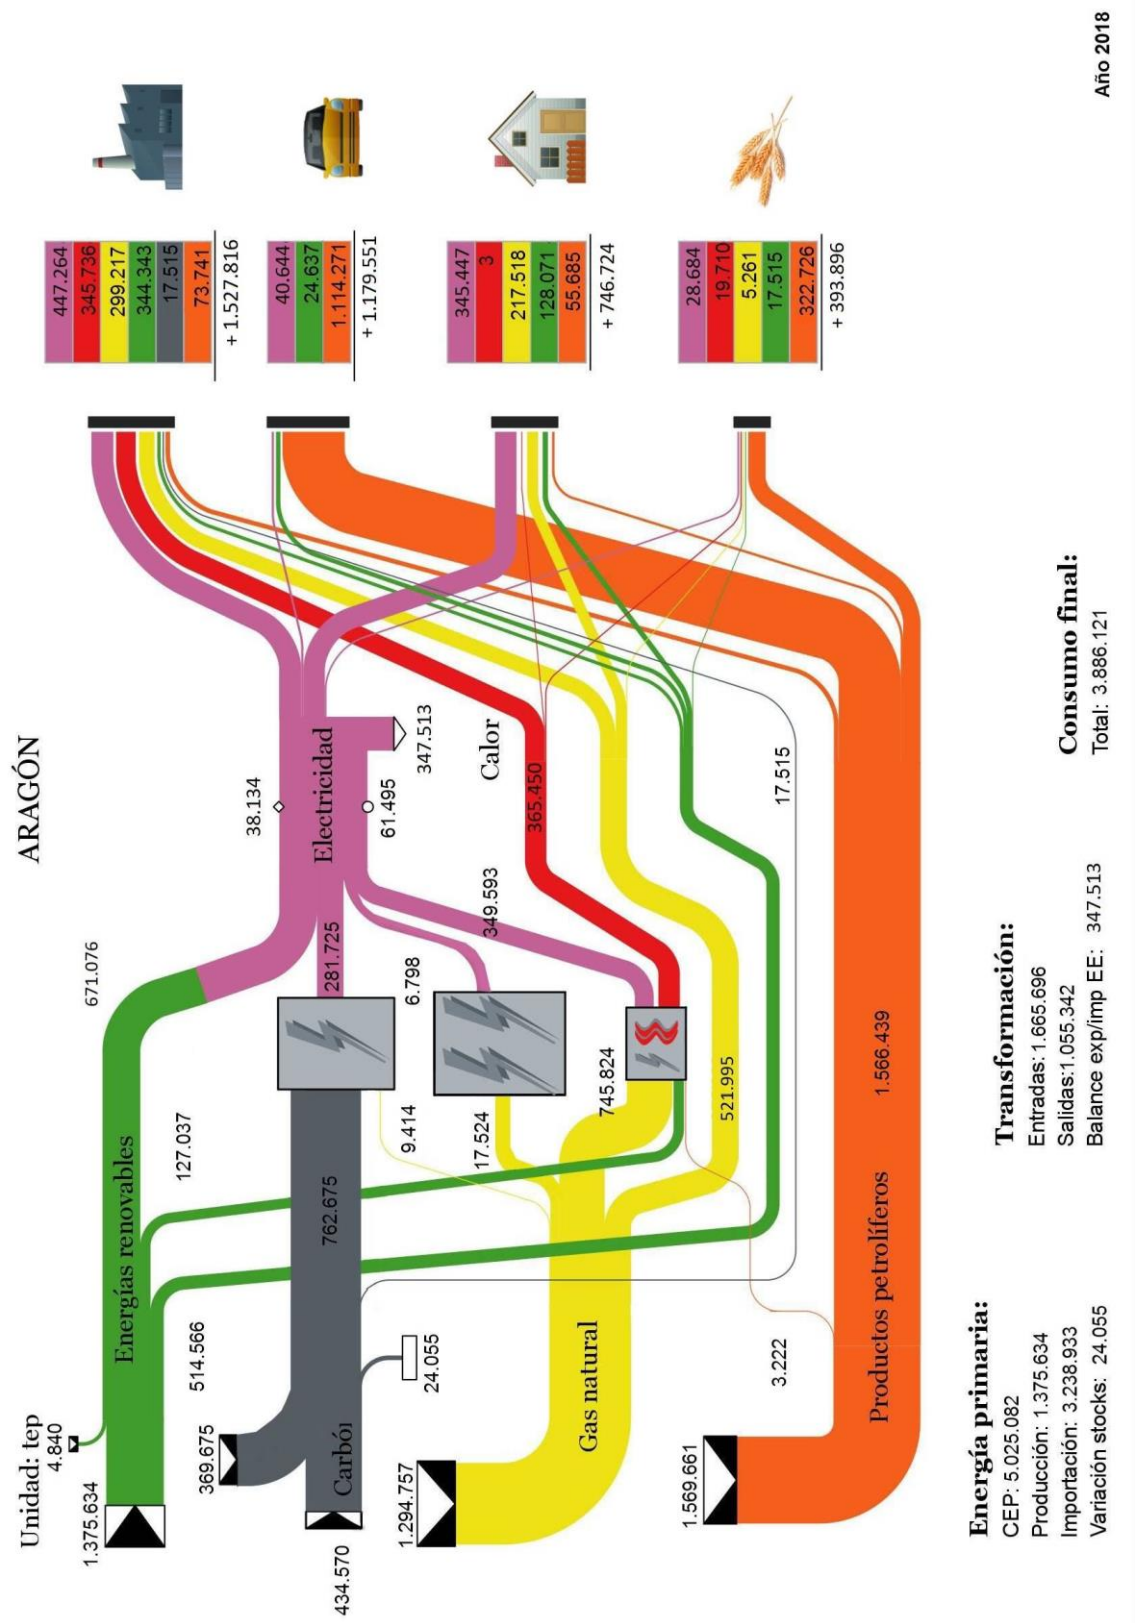 ARAGÓN
Unidad: tep
4.840
1.375.634
Energías renovables
671.076
127.037
514.566
369.675
434.570
Carbó
762.675
24.055
281.725
38.134
Electricidad
61.495
347.513
9.414
6.798
17.524
349.593
Calor
365.450
1.294.757
Gas natural
745.824
521.995
17.515
3.222
1.569.661
Productos petrolíferos
1.566.439
447.264
345.736
299.217
344.343
17.515
73.741
+ 1.527.816
40.644
24.637
1.114.271
+ 1.179.551
345.447
3
217.518
128.071
55.685
+ 746.724
28.684
19.710
5.261
17.515
322.726
+ 393.896
Energía primaria:
CEP: 5.025.082
Producción: 1.375.634
Importación: 3.238.933
Variación stocks: 24.055
Transformación:
Entradas: 1.665.696
Salidas:1.055.342
Balance exp/imp EE: 347.513
Consumo final:
Total: 3.886.121
Año 2018